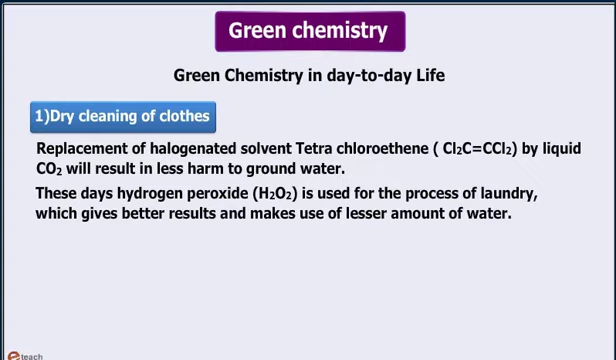 Green chemistry
Green Chemistry in day-to-day Life
1)Dry cleaning of clothes
Replacement of halogenated solvent Tetra chloroethene ( Cl₂C=CCl₂) by liquid
CO₂ will result in less harm to ground water.
These days hydrogen peroxide (H₂O₂) is used for the process of laundry,
which gives better results and makes use of lesser amount of water.
e teach